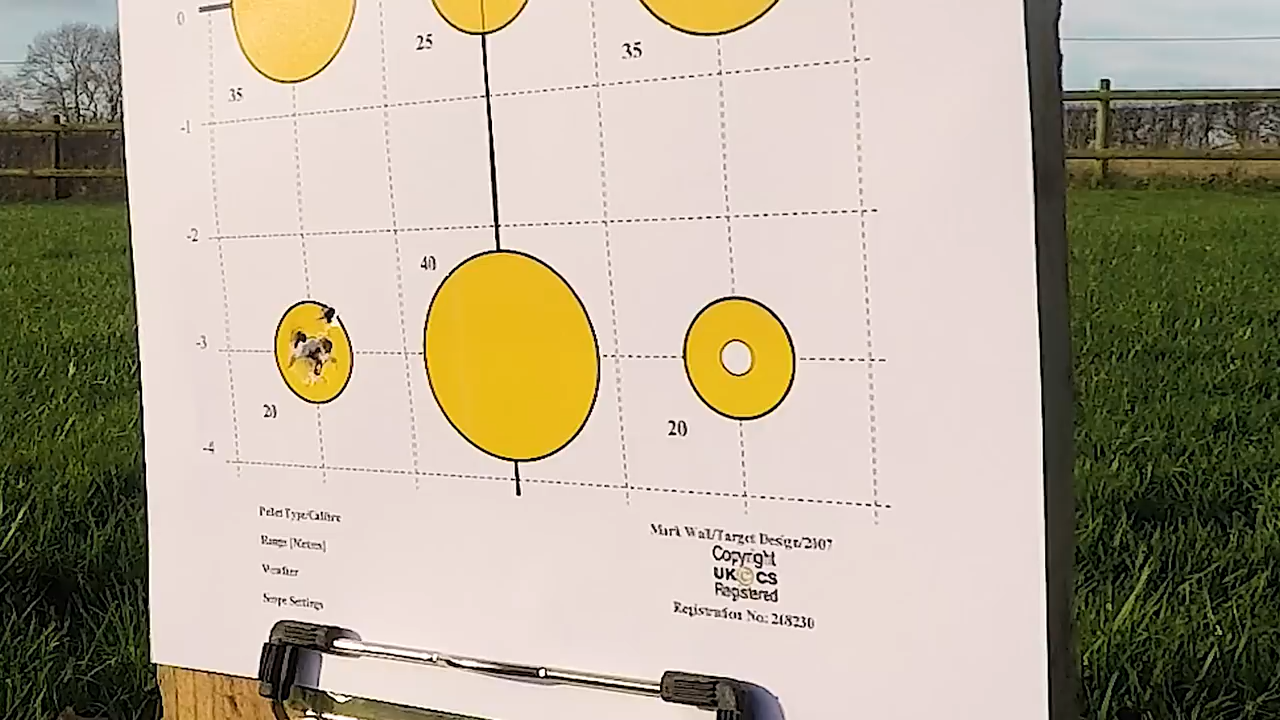 0
25
35
35
-1
-2
40
-3
20
20
-4
Pellet Type/Calibre
Range [Metres]
Weather
Scope Settings
Mark Wall/Target Design/2007
Copyright
UK © CS
Registered
Registration No: 268230